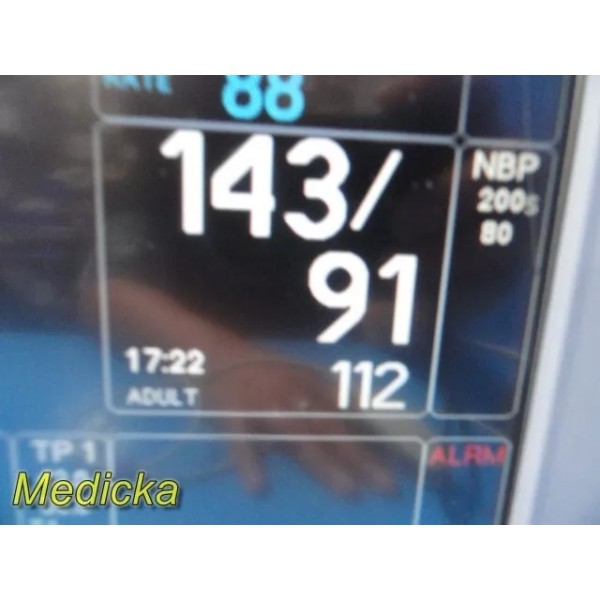 RATE 88
143/
91
NBP
200s
80
17:22
ADULT
112
TP 1
ALRM
Medicka